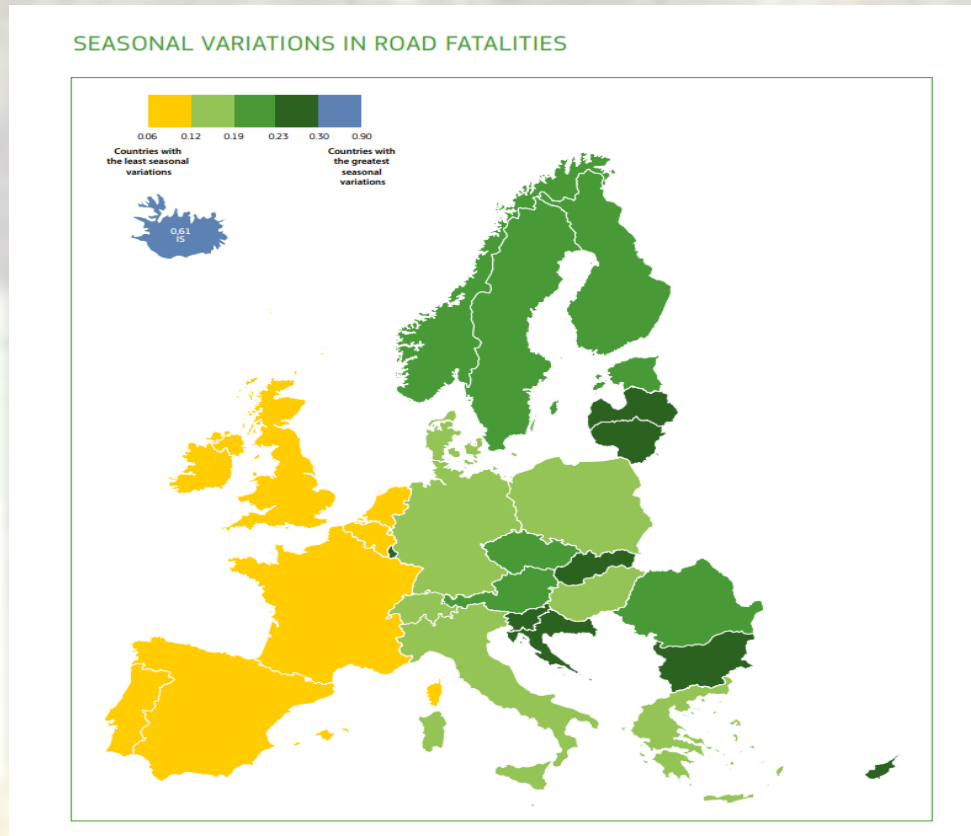 SEASONAL VARIATIONS IN ROAD FATALITIES
0.06 0.12 0.19 0.23 0.30 0.90
Countries with
the least seasonal
variations
Countries with
the greatest
seasonal
variations
0,61
IS